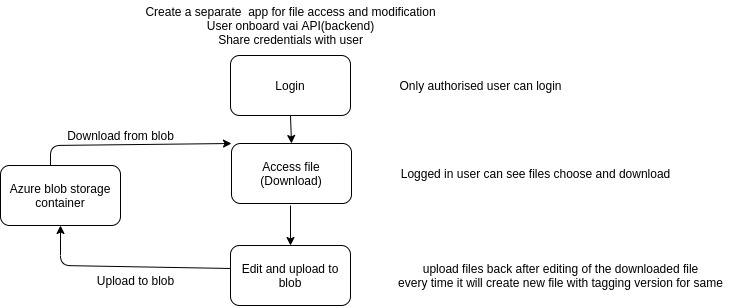 Create a separate  app for file access and modification
User onboard vai API(backend)
Share credentials with user
Login
Only authorised user can login
Download from blob
Access file
(Download)
Logged in user can see files choose and download
Azure blob storage
container
Edit and upload to
blob
upload files back after editing of the downloaded file
every time it will create new file with tagging version for same
Upload to blob